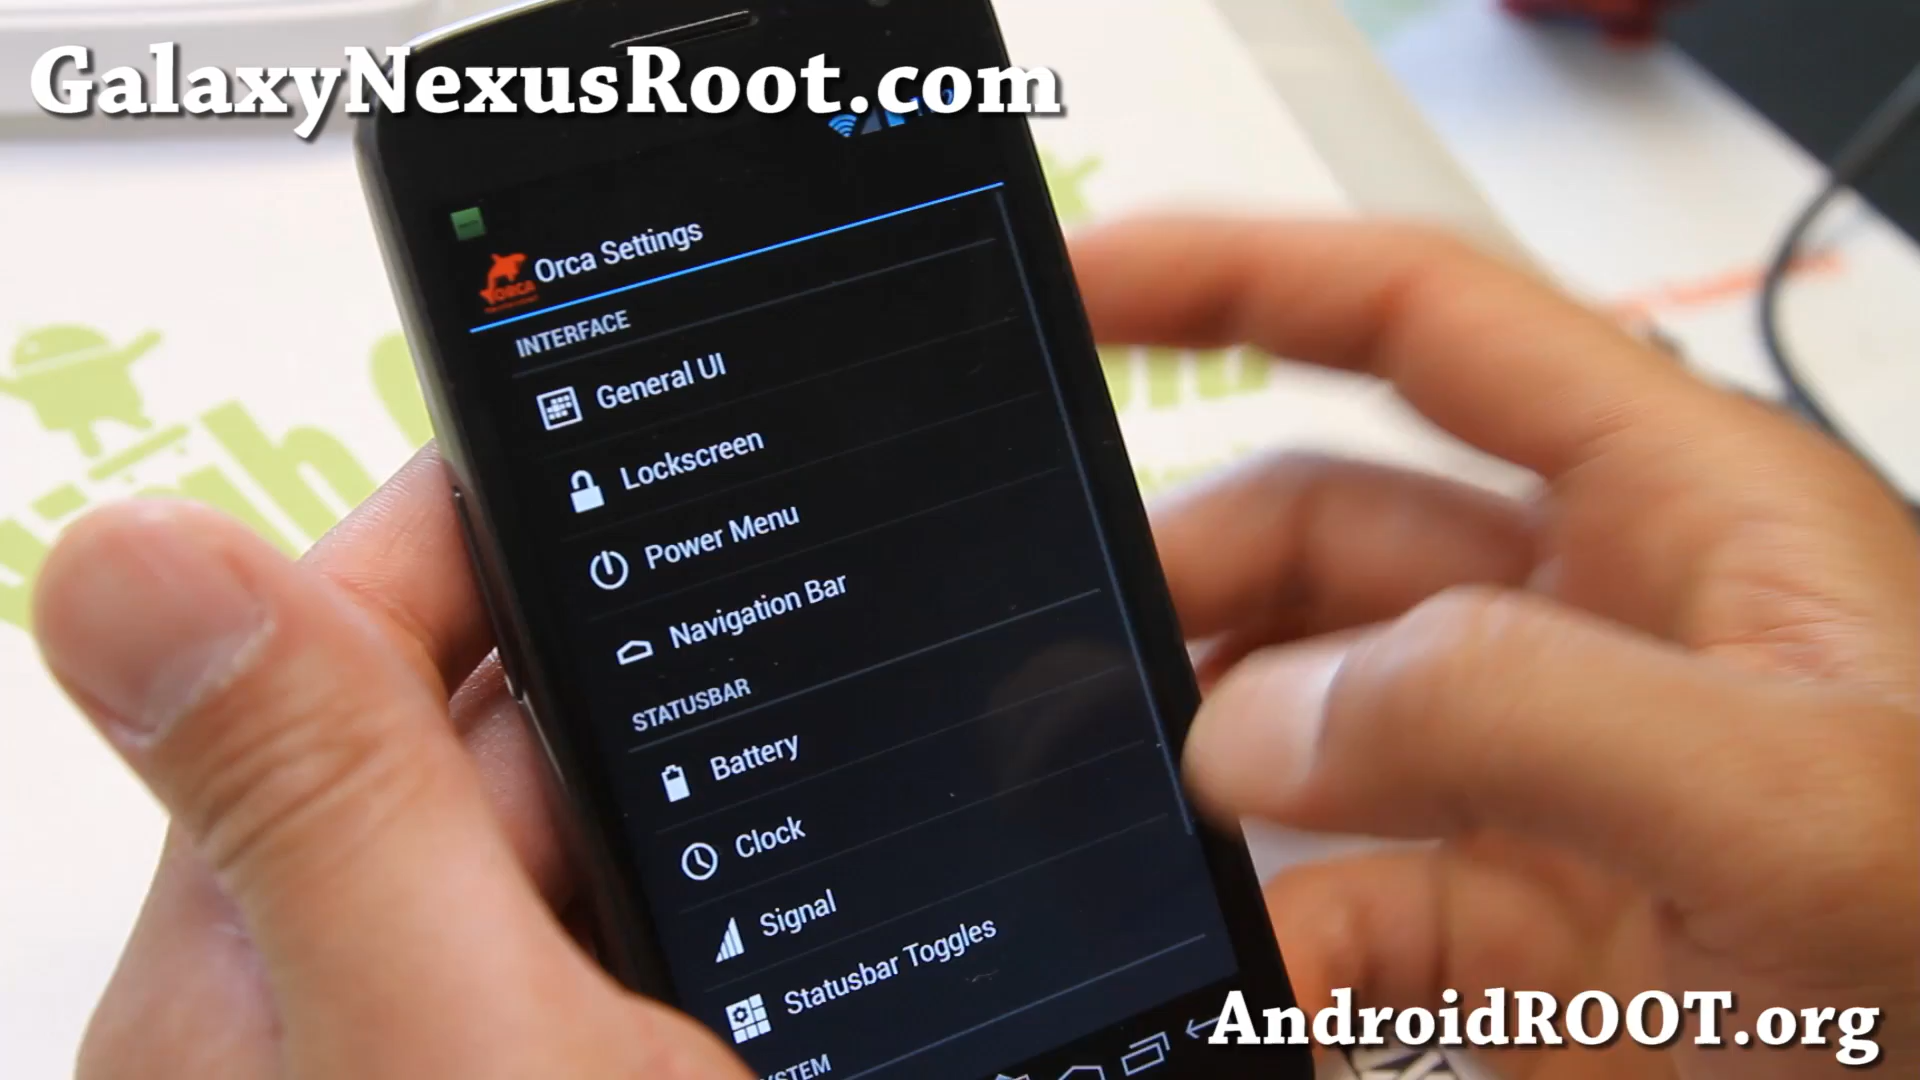 GalaxyNexusRoot.com
Orca Settings
ORCA
INTERFACE
General UI
Lockscreen
Power Menu
Navigation Bar
STATUSBAR
Battery
Clock
Signal
Statusbar Toggles
AndroidROOT.org